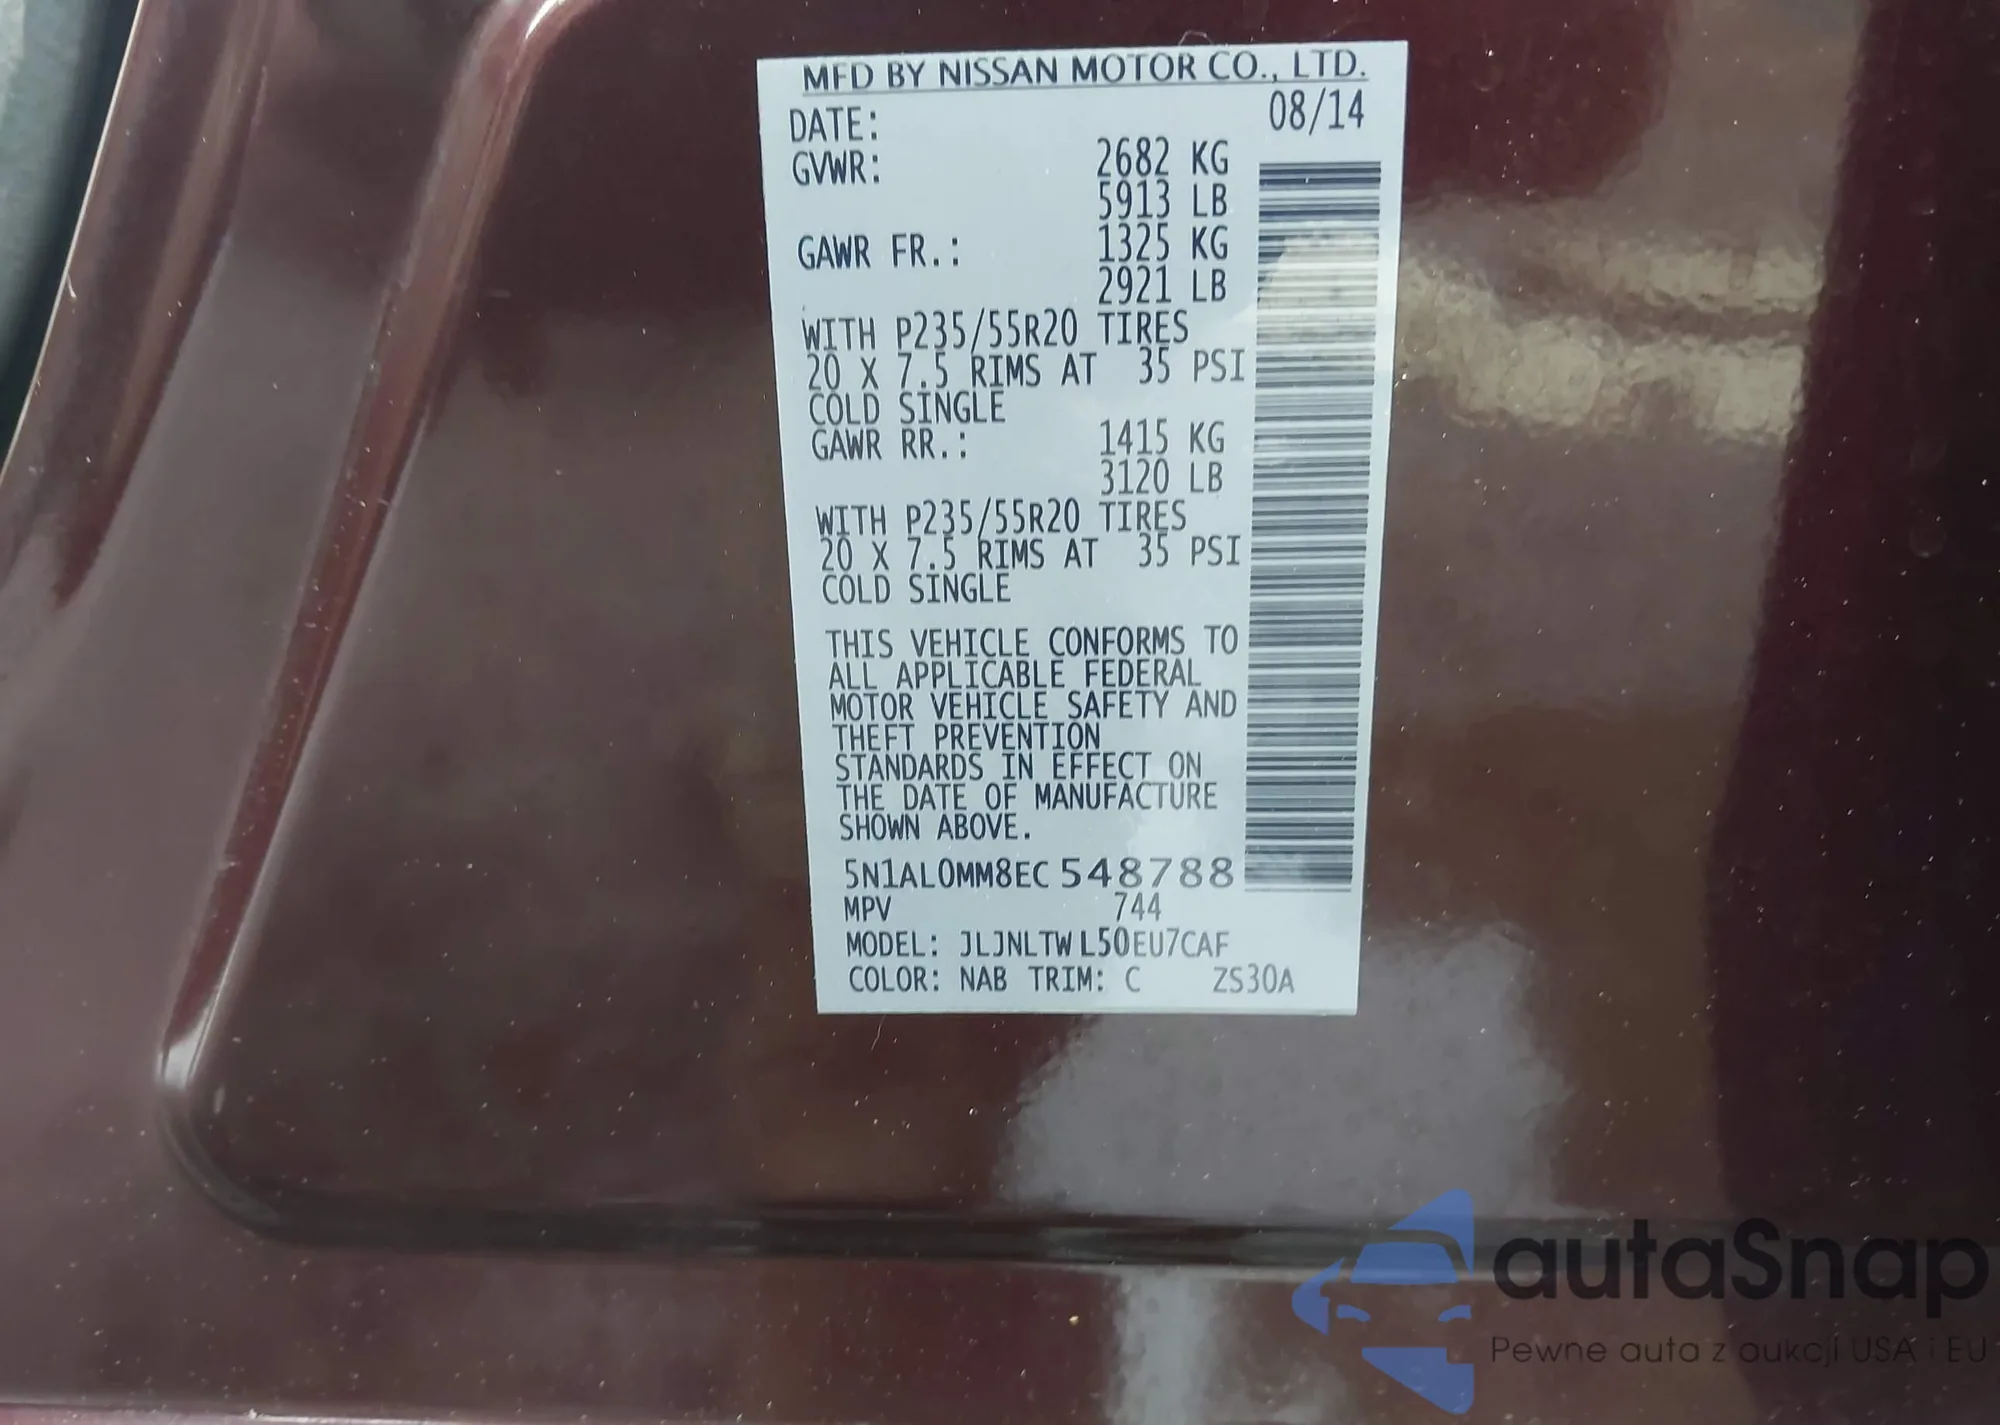 MFD BY NISSAN MOTOR CO., LTD.
DATE: 08/14
GVWR: 2682 KG
5913 LB
GAWR FR.: 1325 KG
2921 LB
WITH P235/55R20 TIRES
20 X 7.5 RIMS AT 35 PSI
COLD SINGLE
GAWR RR.: 1415 KG
3120 LB
WITH P235/55R20 TIRES
20 X 7.5 RIMS AT 35 PSI
COLD SINGLE
THIS VEHICLE CONFORMS TO
ALL APPLICABLE FEDERAL
MOTOR VEHICLE SAFETY AND
THEFT PREVENTION
STANDARDS IN EFFECT ON
THE DATE OF MANUFACTURE
SHOWN ABOVE.
5N1AL0MM8EC548788
MPV 744
MODEL: JLJNLTWL50EU7CAF
COLOR: NAB TRIM: C ZS30A
autaSnap
Pewne auta z aukcji USA i EU